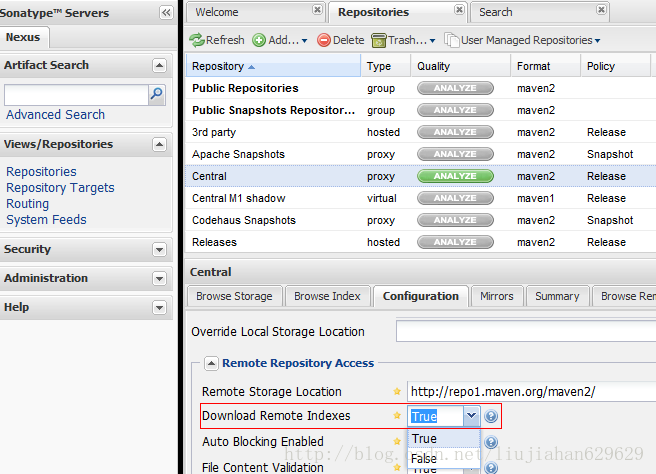 Sonatype™ Servers
Nexus
Artifact Search
Advanced Search
Views/Repositories
Repositories
Repository Targets
Routing
System Feeds
Security
Administration
Help
Welcome Repositories Search
Refresh Add... Delete Trash... User Managed Repositories
Repository Type Quality Format Policy
Public Repositories group ANALYZE maven2
Public Snapshots Repositor... group ANALYZE maven2
3rd party hosted ANALYZE maven2 Release
Apache Snapshots proxy ANALYZE maven2 Snapshot
Central proxy ANALYZE maven2 Release
Central M1 shadow virtual ANALYZE maven1 Release
Codehaus Snapshots proxy ANALYZE maven2 Snapshot
Releases hosted ANALYZE maven2 Release
Central
Browse Storage Browse Index Configuration Mirrors Summary Browse Rem
Override Local Storage Location
Remote Repository Access
Remote Storage Location http://repo1.maven.org/maven2/
Download Remote Indexes True
Auto Blocking Enabled True
False
File Content Validation True
http://blog.csdn.net/liujiahan629629